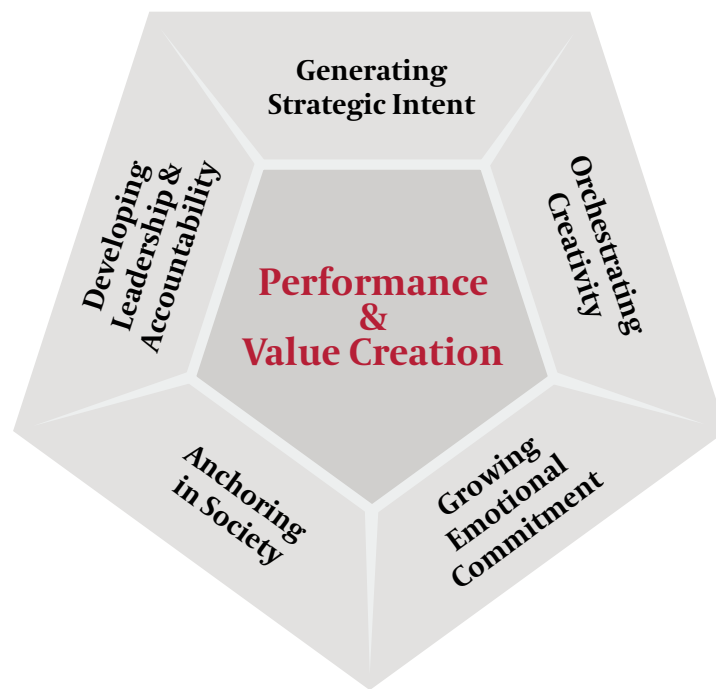 Generating
Strategic Intent
Orchestrating
Creativity
Growing
Emotional
Commitment
Anchoring
in Society
Developing
Leadership &
Accountability
Performance
&
Value Creation